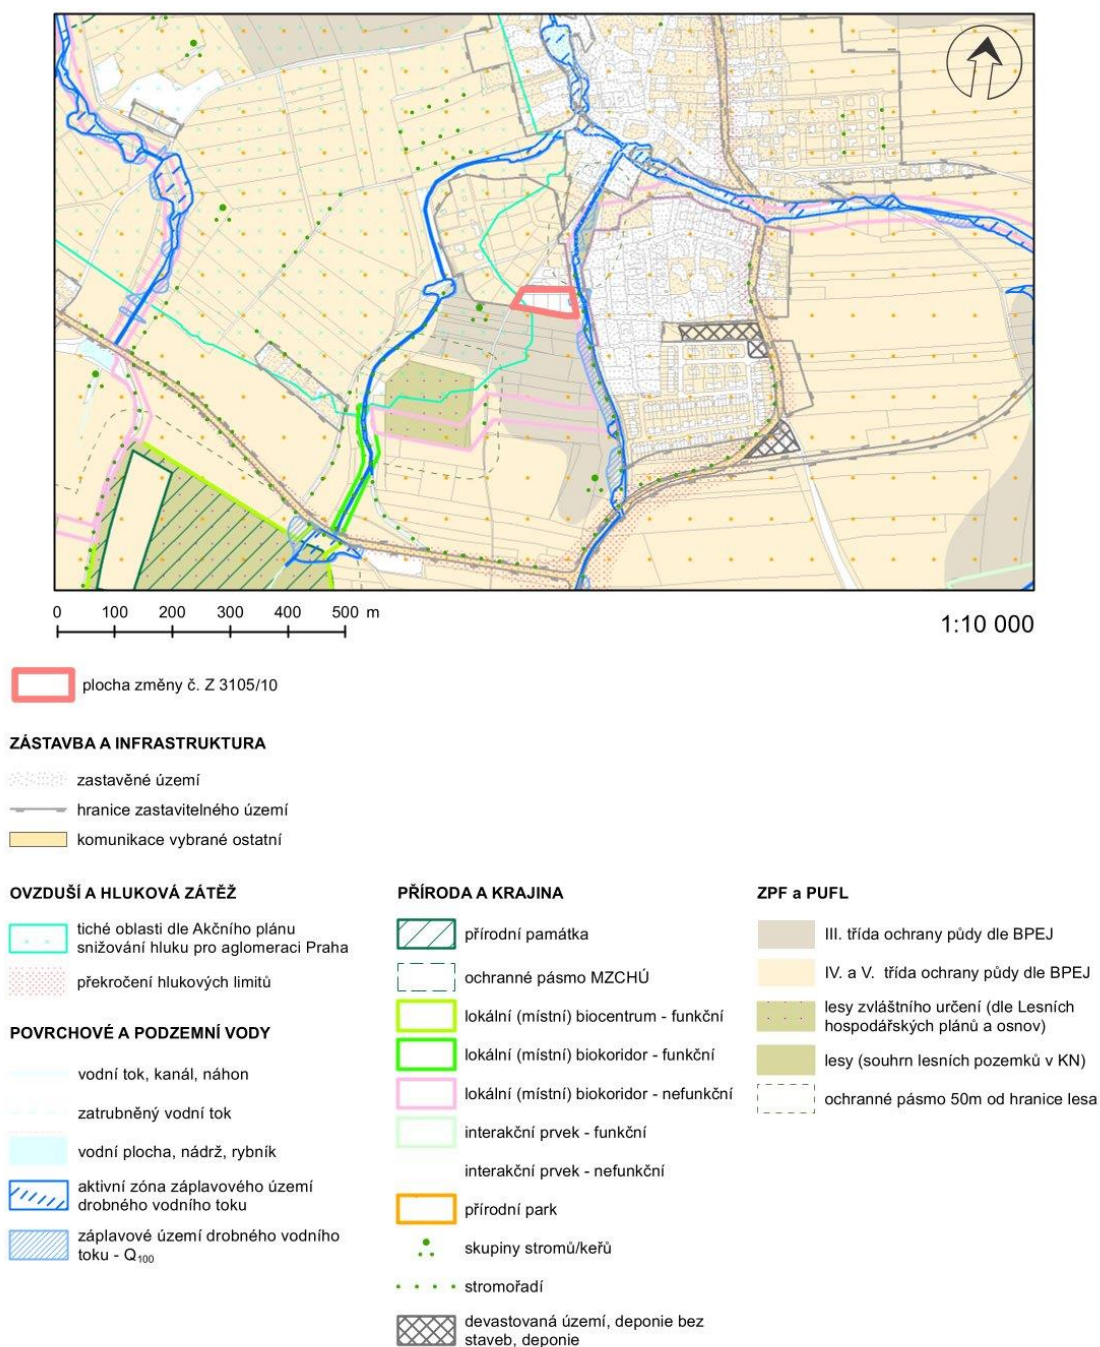 0 100 200 300 400 500 m
1:10 000
plocha změny č. Z 3105/10
ZÁSTAVBA A INFRASTRUKTURA
zastavěné území
hranice zastavitelného území
komunikace vybrané ostatní
OVZDUŠÍ A HLUKOVÁ ZÁTĚŽ
tiché oblasti dle Akčního plánu
snižování hluku pro aglomeraci Praha
překročení hlukových limitů
POVRCHOVÉ A PODZEMNÍ VODY
vodní tok, kanál, náhon
zatrubněný vodní tok
vodní plocha, nádrž, rybník
aktivní zóna záplavového území
drobného vodního toku
záplavové území drobného vodního
toku - Q100
PŘÍRODA A KRAJINA
přírodní památka
ochranné pásmo MZCHÚ
lokální (místní) biocentrum - funkční
lokální (místní) biokoridor - funkční
lokální (místní) biokoridor - nefunkční
interakční prvek - funkční
interakční prvek - nefunkční
přírodní park
skupiny stromů/keřů
stromořadí
devastovaná území, deponie bez
staveb, deponie
ZPF a PUFL
III. třída ochrany půdy dle BPEJ
IV. a V. třída ochrany půdy dle BPEJ
lesy zvláštního určení (dle Lesních
hospodářských plánů a osnov)
lesy (souhrn lesních pozemků v KN)
ochranné pásmo 50m od hranice lesa